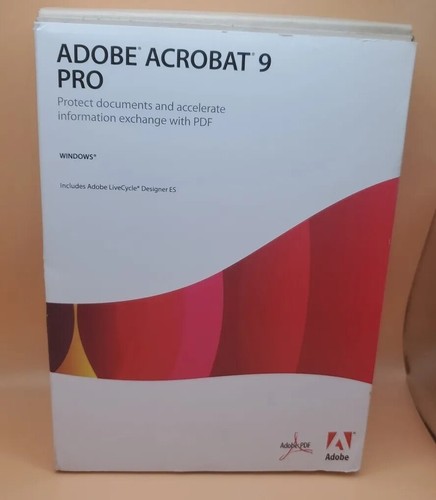 ADOBE® ACROBAT® 9
PRO
Protect documents and accelerate
information exchange with PDF
WINDOWS®
Includes Adobe LiveCycle® Designer ES
Adobe PDF
Adobe